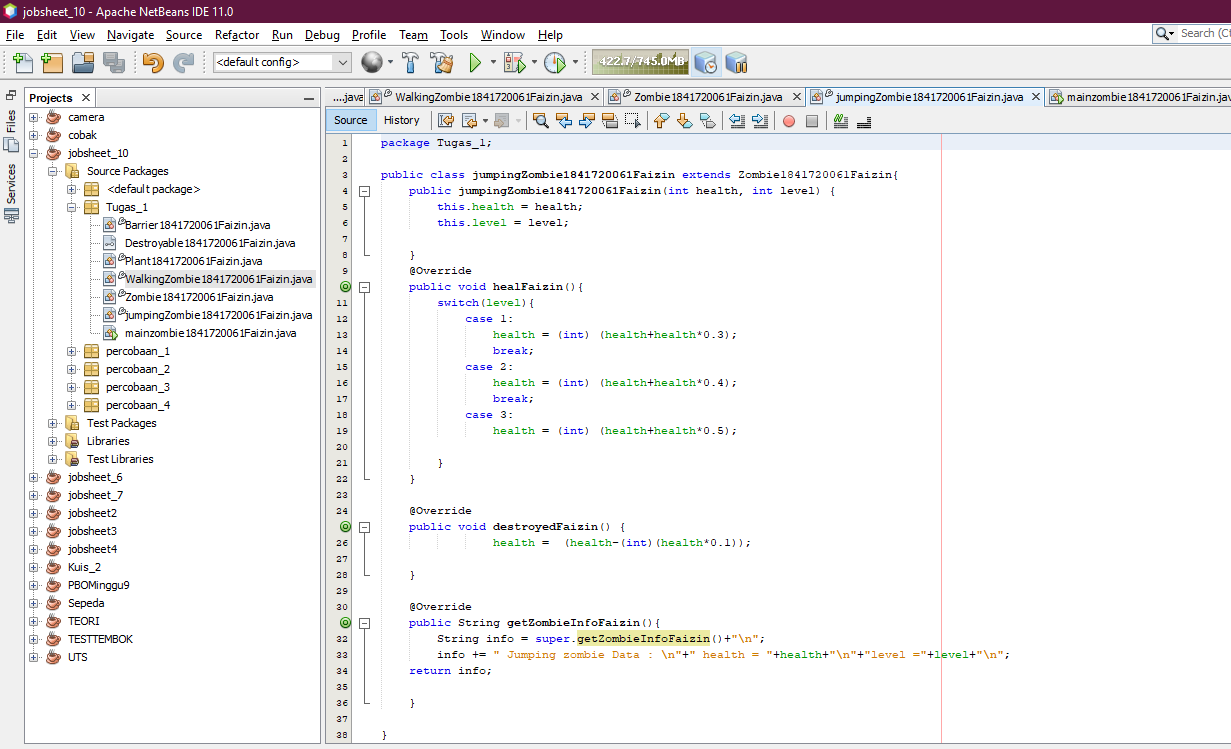 jobsheet_10 - Apache NetBeans IDE 11.0
File Edit View Navigate Source Refactor Run Debug Profile Team Tools Window Help
Search (Ct
<default config>
422.7/745.0MB
Projects
Files
Services
camera
cobak
jobsheet_10
Source Packages
<default package>
Tugas_1
Barrier1841720061Faizin.java
Destroyable1841720061Faizin.java
Plant1841720061Faizin.java
WalkingZombie1841720061Faizin.java
Zombie1841720061Faizin.java
jumpingZombie1841720061Faizin.java
mainzombie1841720061Faizin.java
percobaan_1
percobaan_2
percobaan_3
percobaan_4
Test Packages
Libraries
Test Libraries
jobsheet_6
jobsheet_7
jobsheet2
jobsheet3
jobsheet4
Kuis_2
PBOMinggu9
Sepeda
TEORI
TESTTEMBOK
UTS
....java WalkingZombie1841720061Faizin.java Zombie1841720061Faizin.java jumpingZombie1841720061Faizin.java mainzombie1841720061Faizin.java
Source History
1 package Tugas_1;
2
3 public class jumpingZombie1841720061Faizin extends Zombie1841720061Faizin{
4 public jumpingZombie1841720061Faizin(int health, int level) {
5 this.health = health;
6 this.level = level;
7
8 }
9 @Override
public void healFaizin(){
11 switch(level){
12 case 1:
13 health = (int) (health+health*0.3);
14 break;
15 case 2:
16 health = (int) (health+health*0.4);
17 break;
18 case 3:
19 health = (int) (health+health*0.5);
20
21 }
22 }
23
24 @Override
public void destroyedFaizin() {
26 health = (health-(int)(health*0.1));
27
28 }
29
30 @Override
public String getZombieInfoFaizin(){
32 String info = super.getZombieInfoFaizin()+"\n";
33 info += " Jumping zombie Data : \n"+" health = "+health+"\n"+"level ="+level+"\n";
34 return info;
35
36 }
37
38 }